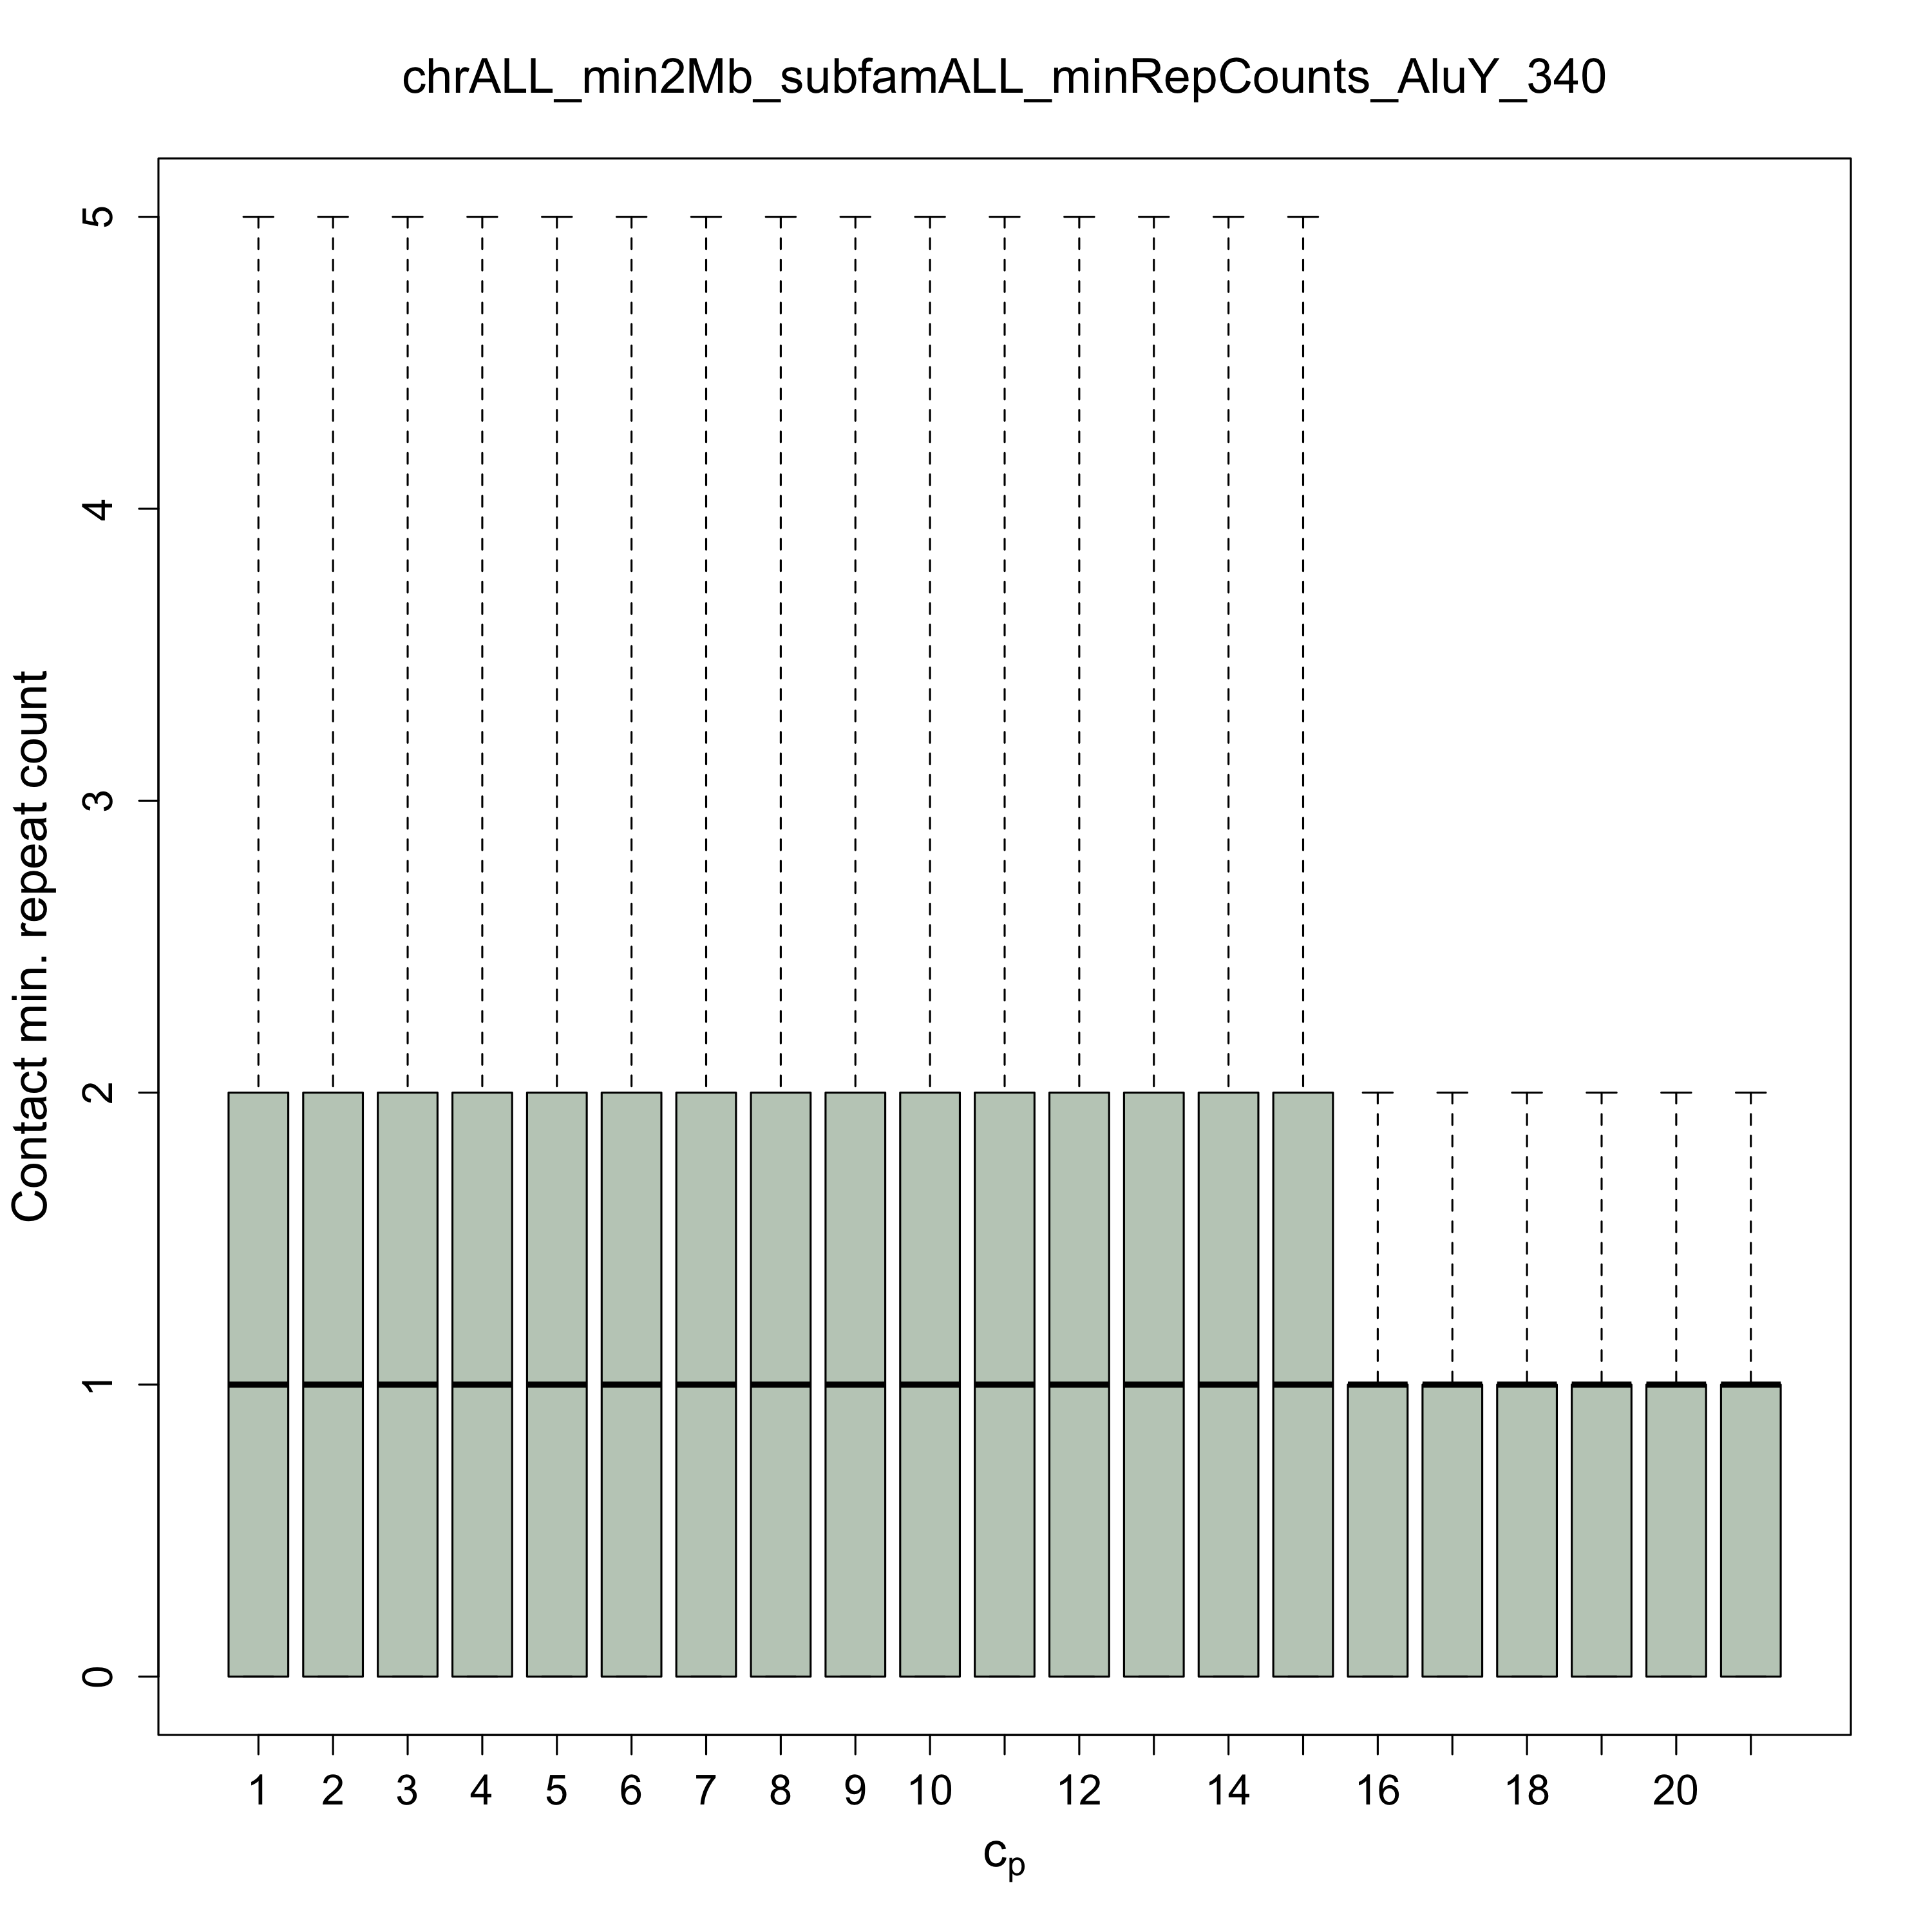 chrALL_min2Mb_subfamALL_minRepCounts_AluY_340
Contact min. repeat count
5
4
3
2
1
0
1 2 3 4 5 6 7 8 9 10 12 14 16 18 20
cp